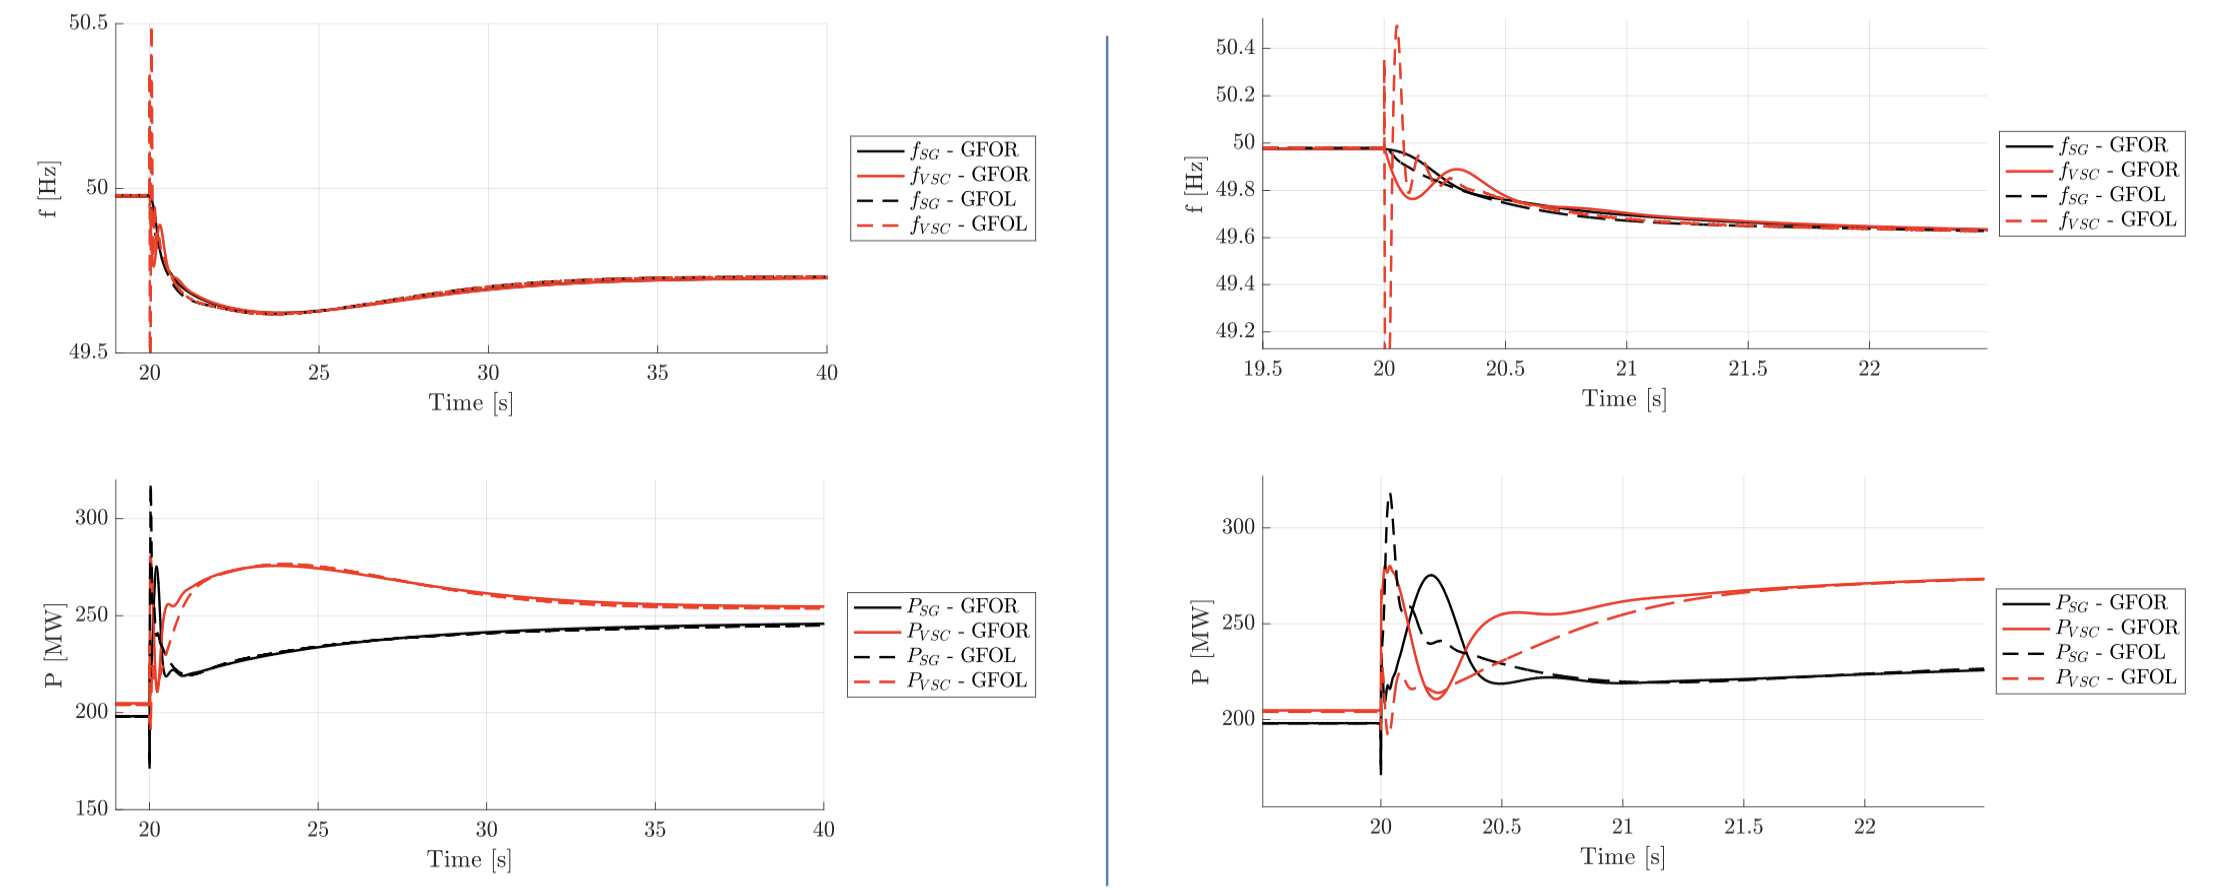 50.5
50
49.5
f [Hz]
20 25 30 35 40
Time [s]
f_SG - GFOR
f_VSC - GFOR
f_SG - GFOL
f_VSC - GFOL
50.4
50.2
50
49.8
49.6
49.4
49.2
f [Hz]
19.5 20 20.5 21 21.5 22
Time [s]
f_SG - GFOR
f_VSC - GFOR
f_SG - GFOL
f_VSC - GFOL
300
250
200
150
P [MW]
20 25 30 35 40
Time [s]
P_SG - GFOR
P_VSC - GFOR
P_SG - GFOL
P_VSC - GFOL
300
250
200
P [MW]
20 20.5 21 21.5 22
Time [s]
P_SG - GFOR
P_VSC - GFOR
P_SG - GFOL
P_VSC - GFOL